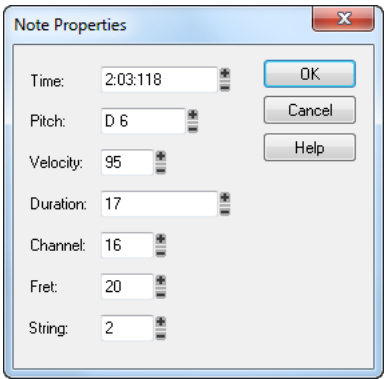 Note Properties
Time: 2:03:118 OK
Pitch: D 6 Cancel
Velocity: 95 Help
Duration: 17
Channel: 16
Fret: 20
String: 2